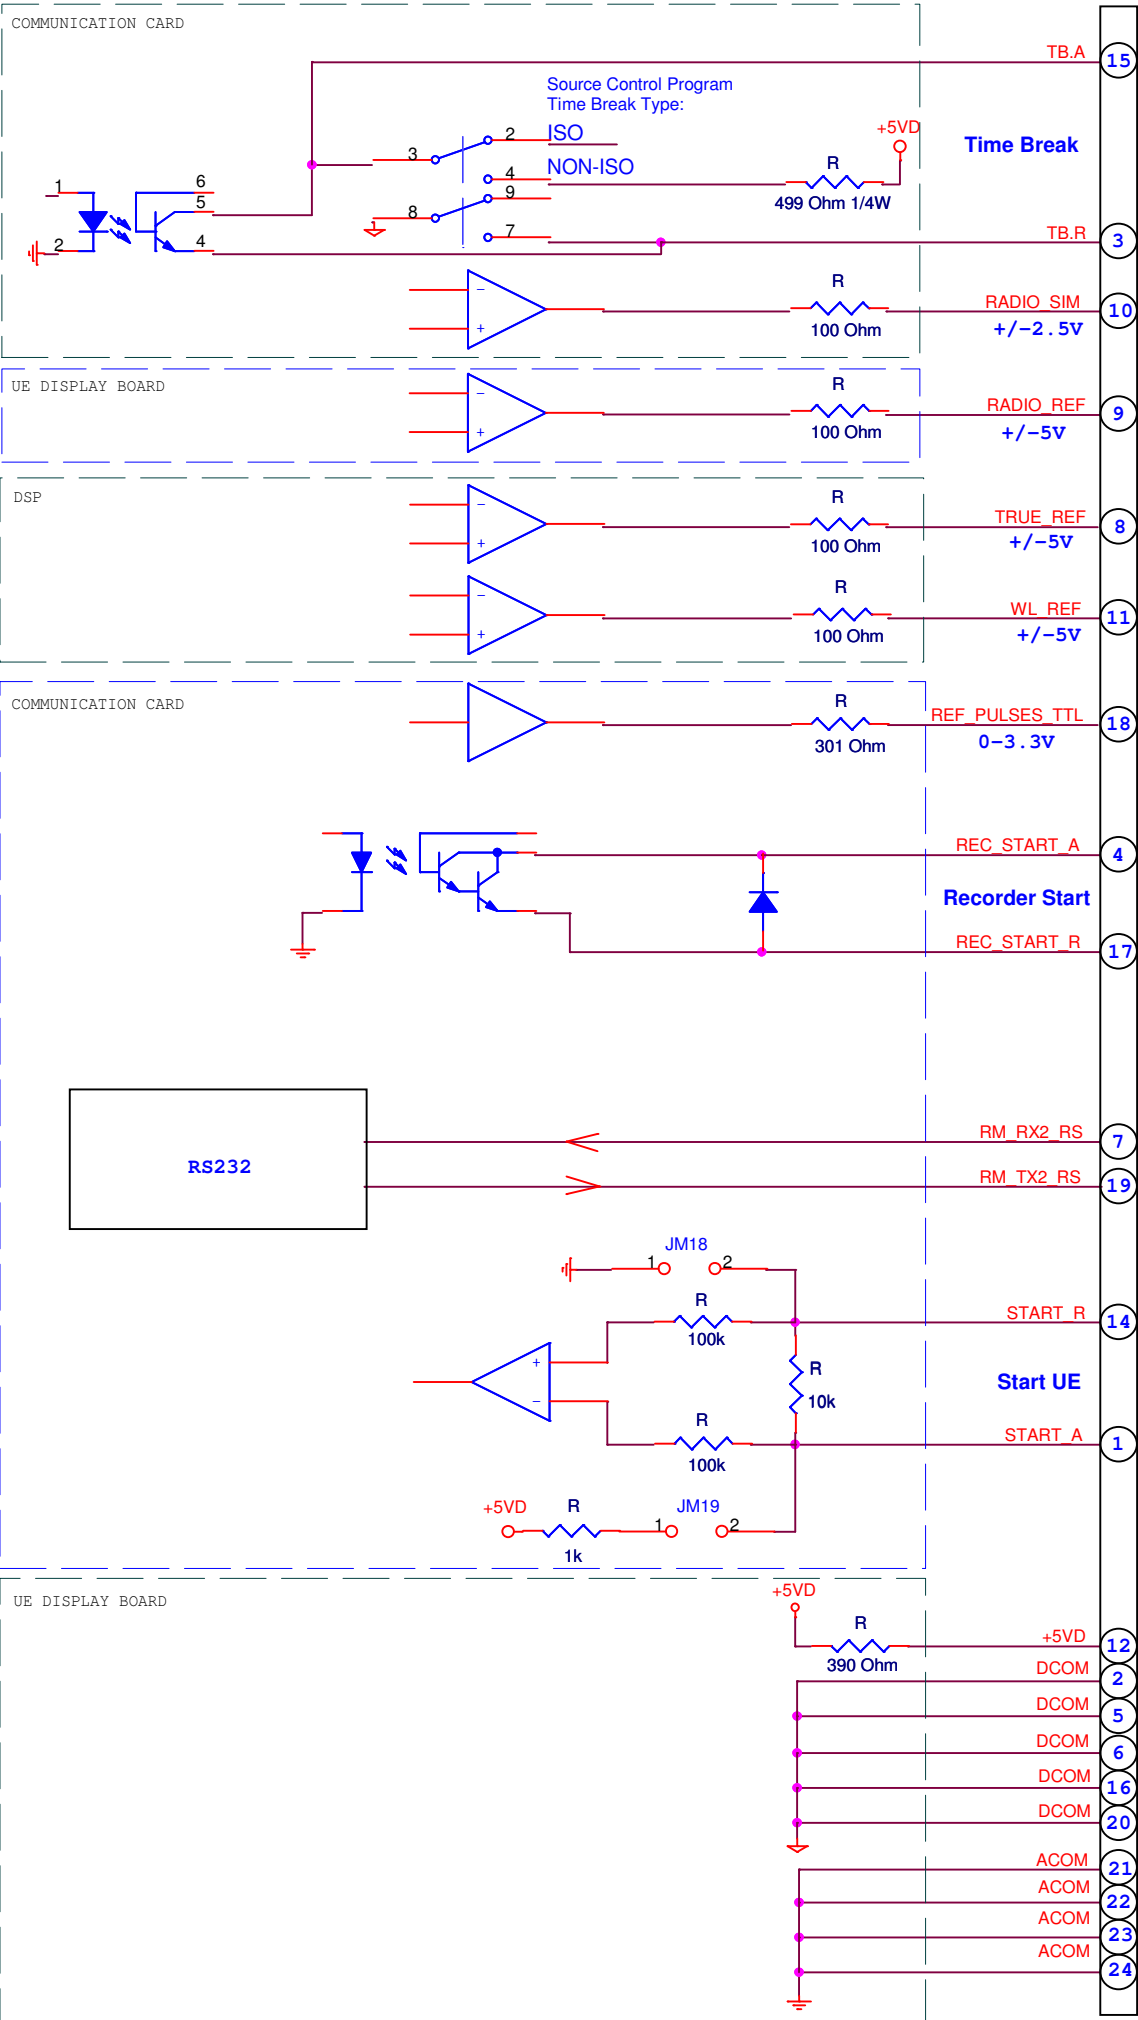 COMMUNICATION CARD
TB.A
15
Source Control Program
Time Break Type:
2
ISO
+5VD
Time Break
3
NON-ISO
4
R
1
6
9
499 Ohm 1/4W
5
8
2
4
7
TB.R
3
R
−
RADIO_SIM
10
+
100 Ohm
+/−2.5V
UE DISPLAY BOARD
R
−
RADIO_REF
9
+
100 Ohm
+/−5V
DSP
R
−
TRUE_REF
8
+
100 Ohm
+/−5V
R
−
WL_REF
11
+
100 Ohm
+/−5V
COMMUNICATION CARD
R
REF_PULSES_TTL
18
301 Ohm
0−3.3V
REC_START_A
4
Recorder Start
REC_START_R
17
RM_RX2_RS
7
RS232
RM_TX2_RS
19
JM18
1
2
R
START_R
14
100k
+
R
Start UE
−
10k
R
START_A
1
100k
+5VD
R
JM19
1
2
1k
+5VD
UE DISPLAY BOARD
R
+5VD
12
390 Ohm
DCOM
2
DCOM
5
DCOM
6
DCOM
16
DCOM
20
ACOM
21
ACOM
22
ACOM
23
ACOM
24